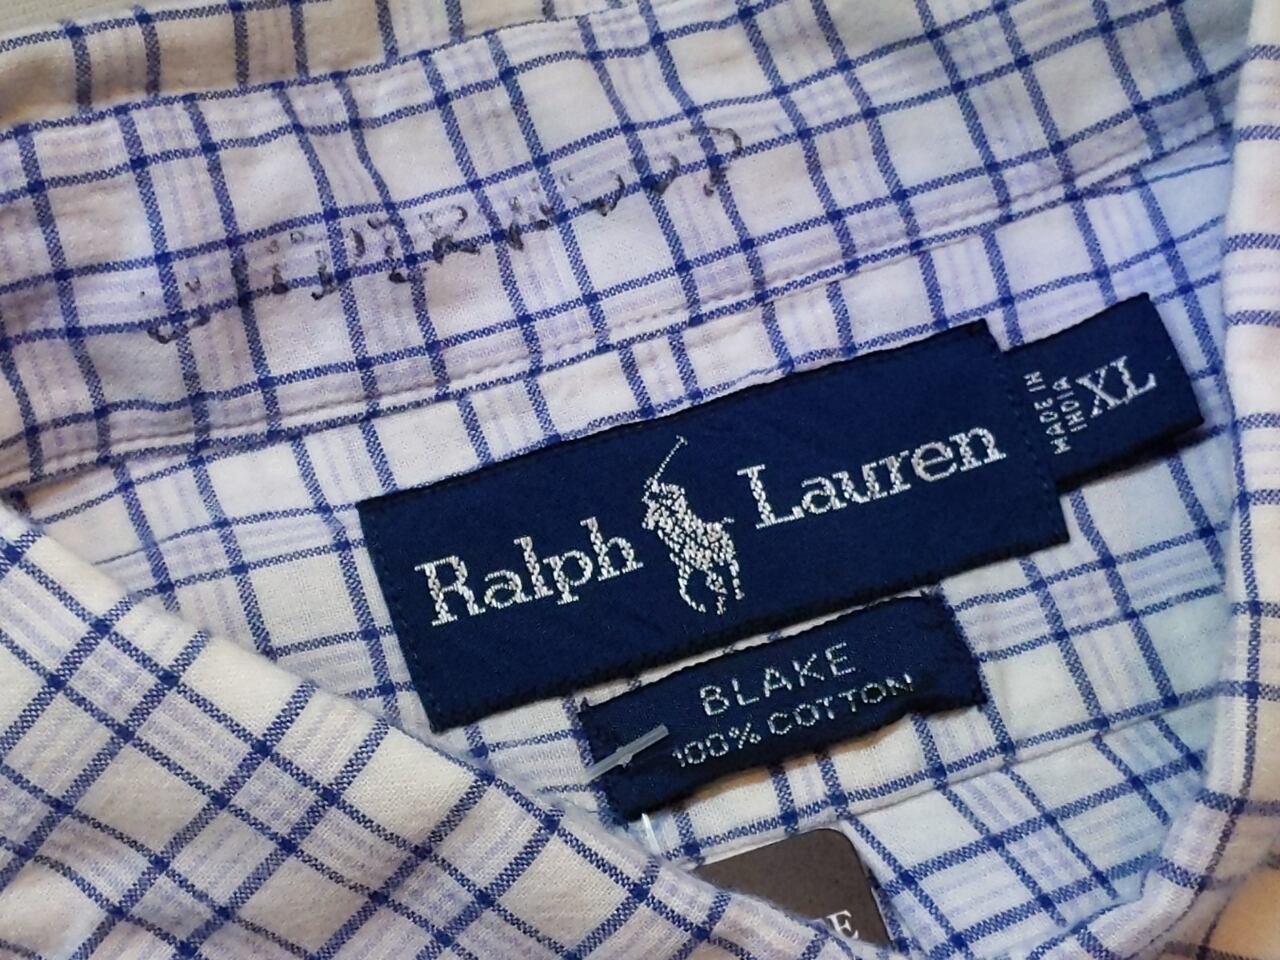 Ralph Lauren
XL
MADE IN
INDIA
BLAKE
100% COTTON